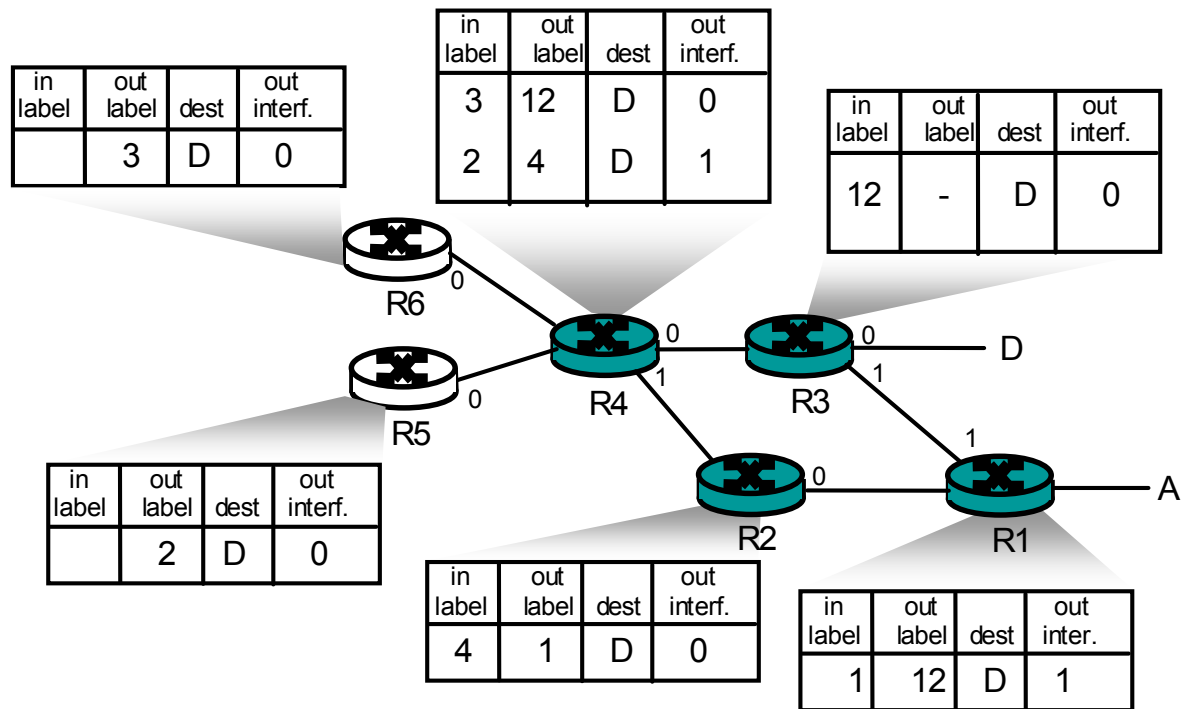 in label | out label | dest | out interf.
3 | 12 | D | 0
2 | 4 | D | 1
in label | out label | dest | out interf.
 | 3 | D | 0
in label | out label | dest | out interf.
12 | - | D | 0
R6
0
R5
0
R4
0
1
R3
0
1
D
R2
0
R1
1
A
in label | out label | dest | out interf.
 | 2 | D | 0
in label | out label | dest | out interf.
4 | 1 | D | 0
in label | out label | dest | out inter.
1 | 12 | D | 1